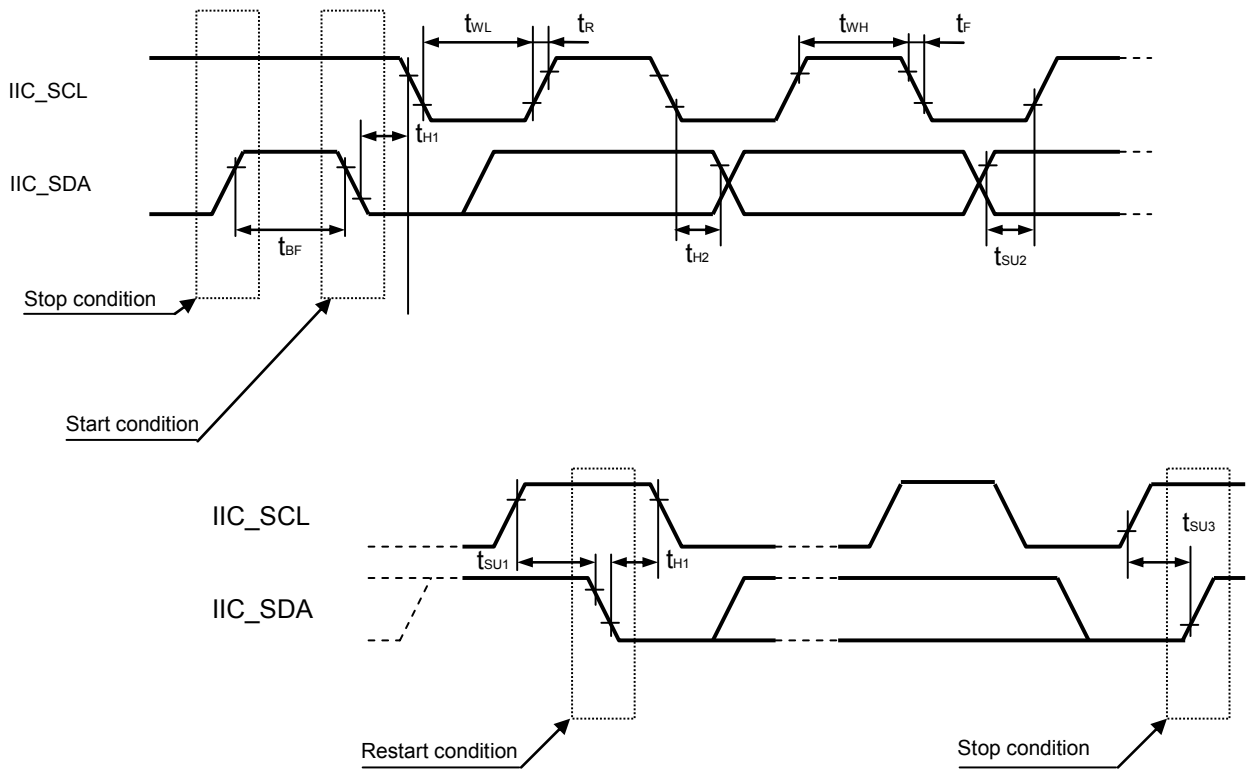 tWL tR tWH tF
IIC_SCL
tH1
IIC_SDA
tBF tH2 tSU2
Stop condition
Start condition
IIC_SCL
tSU3
tSU1 tH1
IIC_SDA
Restart condition Stop condition